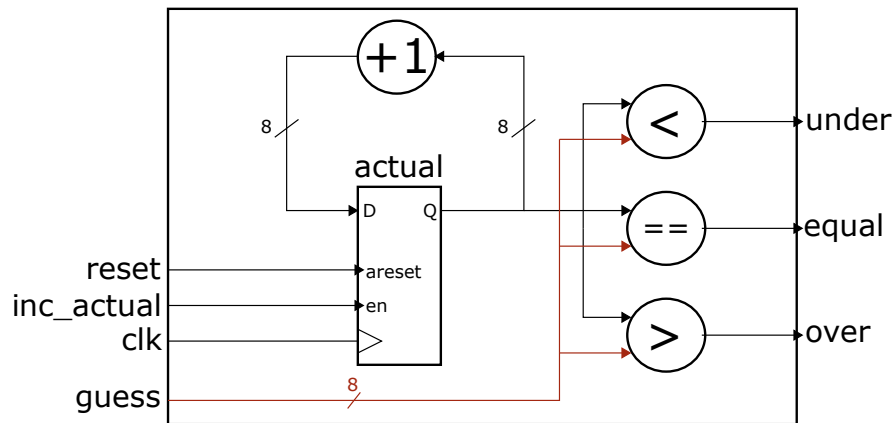 +1
8
8
actual
<
under
D
Q
==
equal
reset
areset
inc_actual
en
>
over
clk
8
guess